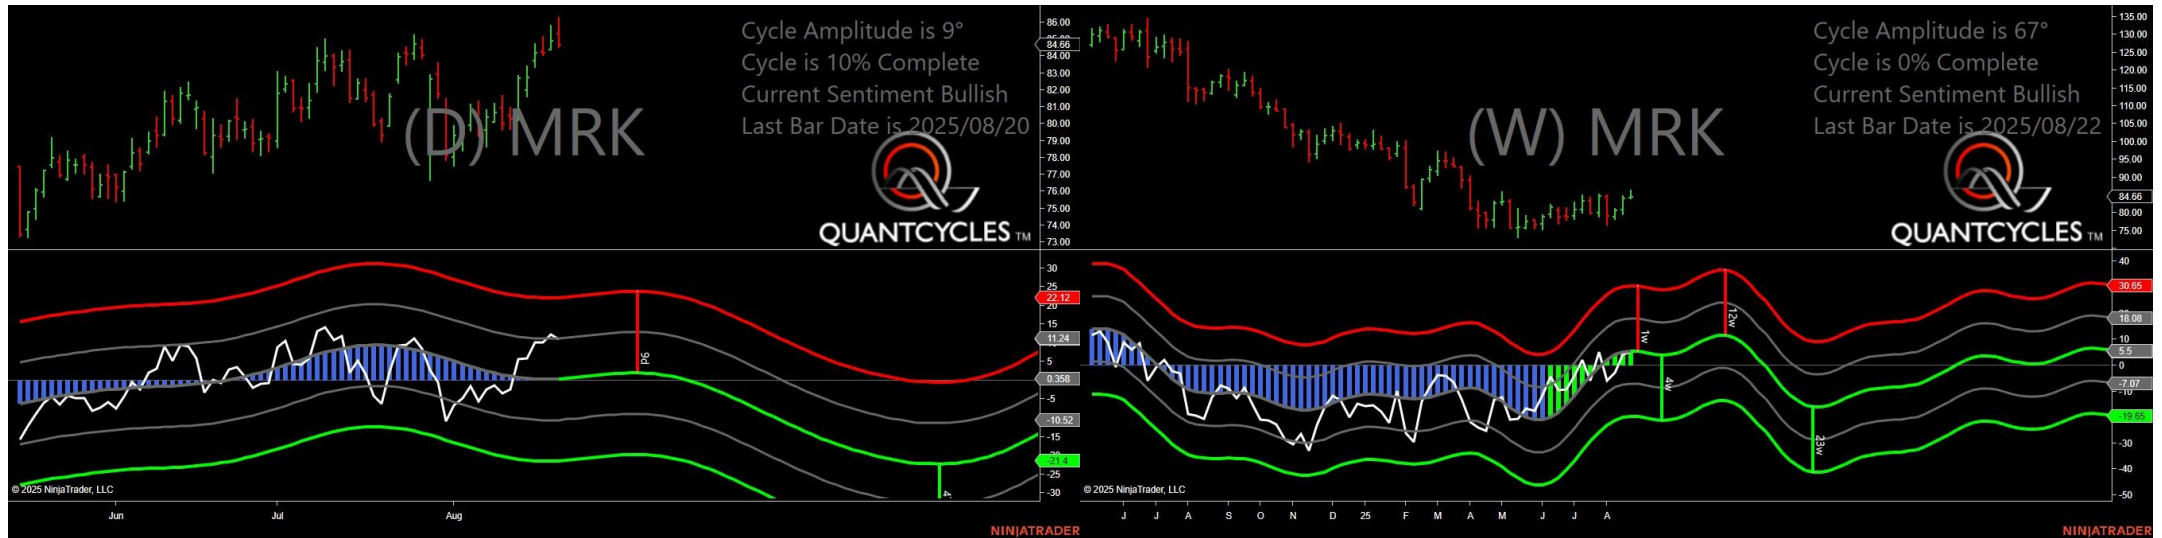 Cycle Amplitude is 9°
Cycle is 10% Complete
Current Sentiment Bullish
Last Bar Date is 2025/08/20
(D) MRK
QUANTCYCLES TM
86.00
84.66
84.00
83.00
82.00
81.00
80.00
79.00
78.00
77.00
76.00
75.00
74.00
73.00
30
22.12
20
15
11.24
5
0.358
-5
-10.52
-15
-21.4
-25
-30
9d
© 2025 NinjaTrader, LLC
Jun
Jul
Aug
NINJATRADER
Cycle Amplitude is 67°
Cycle is 0% Complete
Current Sentiment Bullish
Last Bar Date is 2025/08/22
(W) MRK
QUANTCYCLES TM
135.00
130.00
125.00
120.00
115.00
110.00
105.00
100.00
95.00
90.00
84.66
80.00
75.00
40
30.65
18.08
10
5.5
0
-7.07
-10
-19.65
-30
-40
-50
1w
4w
12w
23w
© 2025 NinjaTrader, LLC
J J A S O N D 25 F M A M J J A
NINJATRADER